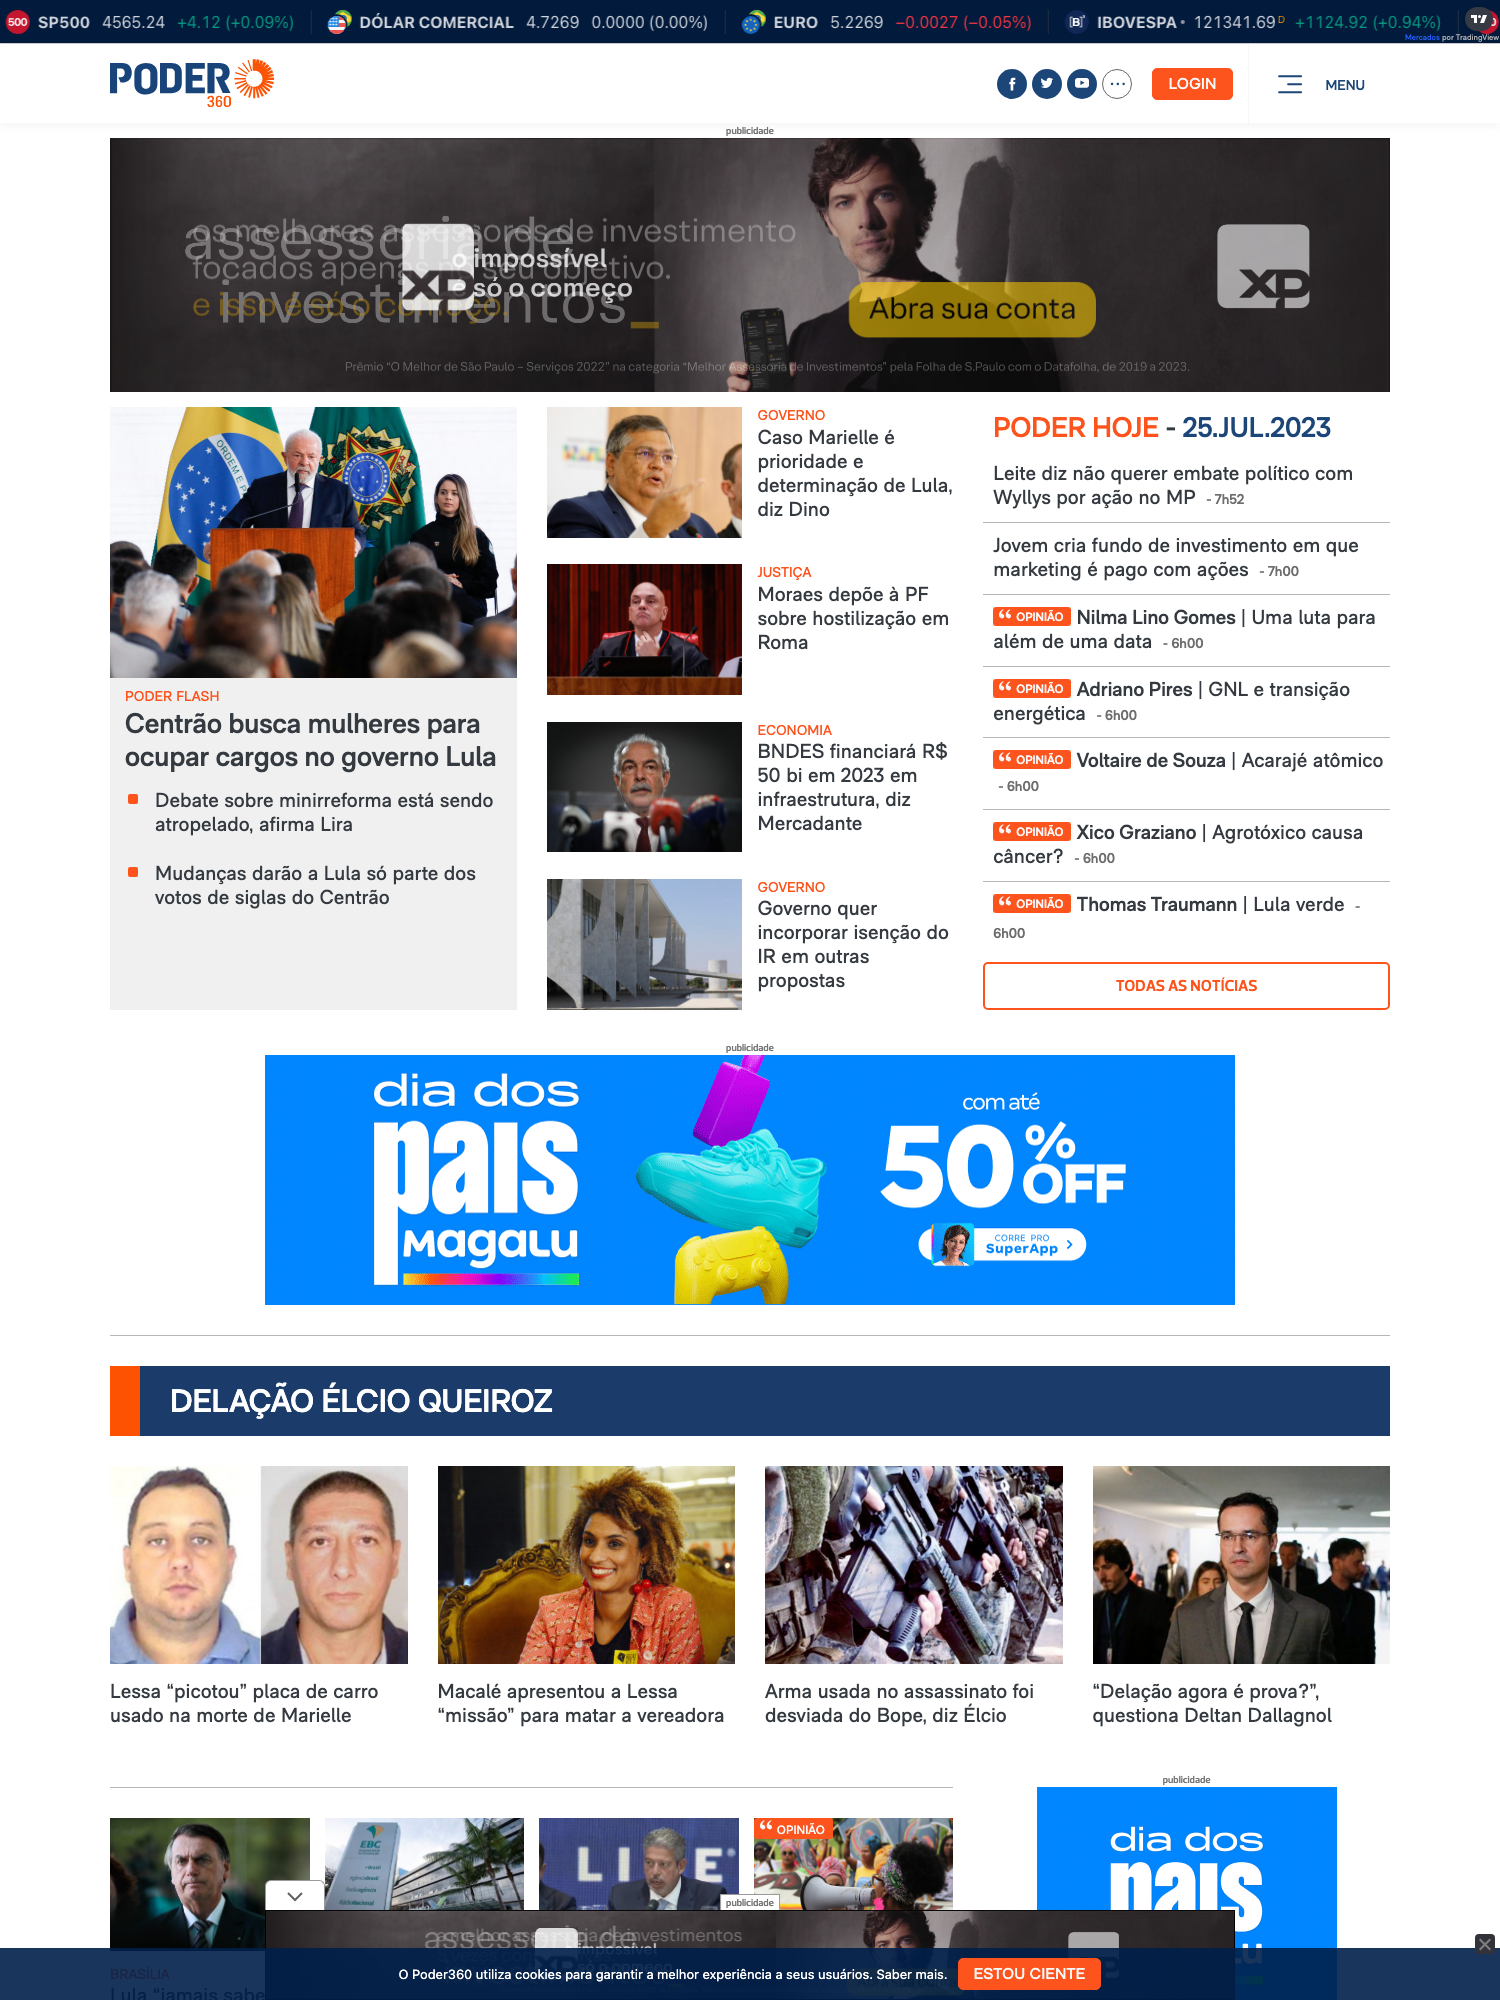 500 SP500 4565.24 +4.12 (+0.09%) DÓLAR COMERCIAL 4.7269 0.0000 (0.00%) EURO 5.2269 −0.0027 (−0.05%) IBOVESPA 121341.69 D +1124.92 (+0.94%)
Mercados por TradingView
PODER
360
LOGIN
MENU
publicidade
os melhores assessores de investimento
assessoria de
focados apenas no seu objetivo.
o impossível
é só o começo
e isso é só o começo.
investimentos_
XP
Abra sua conta
XP
Prêmio “O Melhor de São Paulo – Serviços 2022” na categoria “Melhor Assessoria de Investimentos” pela Folha de S.Paulo com o Datafolha, de 2019 a 2023.
PODER FLASH
Centrão busca mulheres para
ocupar cargos no governo Lula
Debate sobre minirreforma está sendo
atropelado, afirma Lira
Mudanças darão a Lula só parte dos
votos de siglas do Centrão
GOVERNO
Caso Marielle é
prioridade e
determinação de Lula,
diz Dino
JUSTIÇA
Moraes depõe à PF
sobre hostilização em
Roma
ECONOMIA
BNDES financiará R$
50 bi em 2023 em
infraestrutura, diz
Mercadante
GOVERNO
Governo quer
incorporar isenção do
IR em outras
propostas
PODER HOJE - 25.JUL.2023
Leite diz não querer embate político com
Wyllys por ação no MP - 7h52
Jovem cria fundo de investimento em que
marketing é pago com ações - 7h00
“ OPINIÃO Nilma Lino Gomes | Uma luta para
além de uma data - 6h00
“ OPINIÃO Adriano Pires | GNL e transição
energética - 6h00
“ OPINIÃO Voltaire de Souza | Acarajé atômico
- 6h00
“ OPINIÃO Xico Graziano | Agrotóxico causa
câncer? - 6h00
“ OPINIÃO Thomas Traumann | Lula verde -
6h00
TODAS AS NOTÍCIAS
publicidade
dia dos
pais
Magalu
com até
50% OFF
CORRE PRO
SuperApp
DELAÇÃO ÉLCIO QUEIROZ
Lessa “picotou” placa de carro
usado na morte de Marielle
Macalé apresentou a Lessa
“missão” para matar a vereadora
Arma usada no assassinato foi
desviada do Bope, diz Élcio
“Delação agora é prova?”,
questiona Deltan Dallagnol
publicidade
EBC
LI E
“ OPINIÃO
dia dos
pais
lu
publicidade
a melhor assessoria de investimentos
assessoria de
impossível
BRASÍLIA
Lula “jamais sabe
O Poder360 utiliza cookies para garantir a melhor experiência a seus usuários. Saber mais.
ESTOU CIENTE